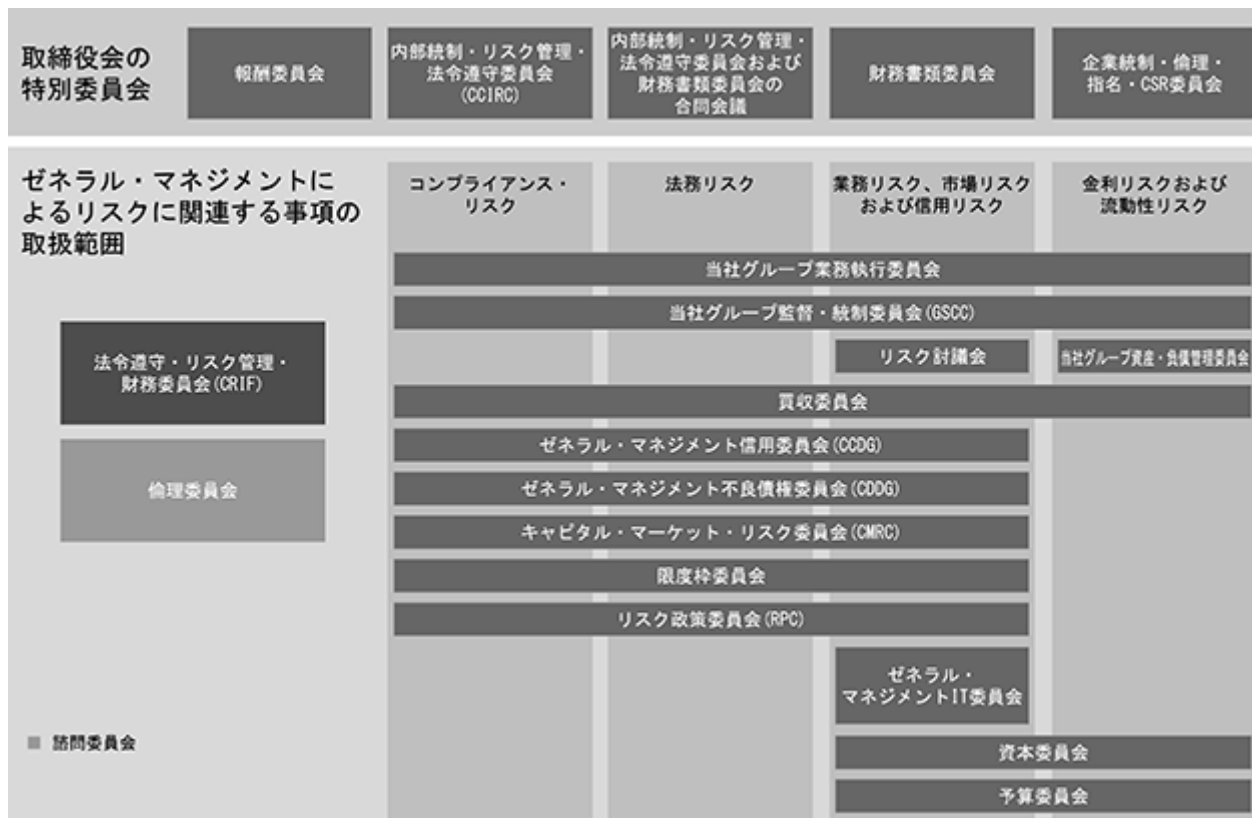 取締役会の
特別委員会
報酬委員会
内部統制・リスク管理・
法令遵守委員会
(CCIRC)
内部統制・リスク管理・
法令遵守委員会および
財務書類委員会の
合同会議
財務書類委員会
企業統制・倫理・
指名・CSR委員会
ゼネラル・マネジメントに
よるリスクに関連する事項の
取扱範囲
コンプライアンス・
リスク
法務リスク
業務リスク、市場リスク
および信用リスク
金利リスクおよび
流動性リスク
当社グループ業務執行委員会
当社グループ監督・統制委員会(GSCC)
リスク討議会
当社グループ資産・負債管理委員会
法令遵守・リスク管理・
財務委員会(CRIF)
買収委員会
ゼネラル・マネジメント信用委員会(CCDG)
倫理委員会
ゼネラル・マネジメント不良債権委員会(CDDG)
キャピタル・マーケット・リスク委員会(CMRC)
限度枠委員会
リスク政策委員会(RPC)
ゼネラル・
マネジメントIT委員会
諮問委員会
資本委員会
予算委員会